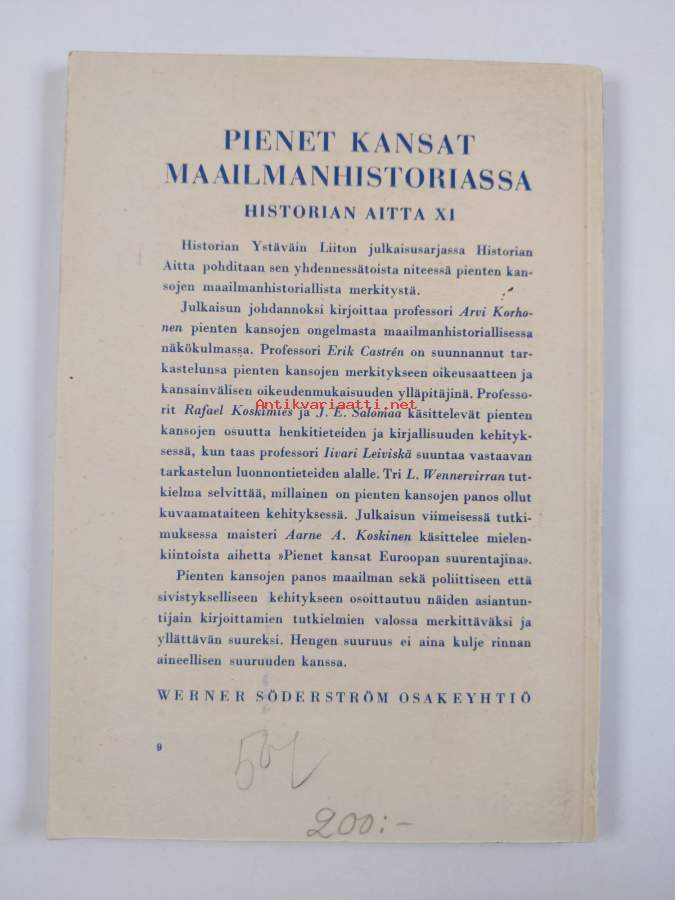 PIENET KANSAT
MAAILMANHISTORIASSA
HISTORIAN AITTA XI
Historian Ystäväin Liiton julkaisusarjassa Historian
Aitta pohditaan sen yhdennessätoista niteessä pienten kan-
sojen maailmanhistoriallista merkitystä.
Julkaisun johdannoksi kirjoittaa professori Arvi Korho-
nen pienten kansojen ongelmasta maailmanhistoriallisessa
näkökulmassa. Professori Erik Castrén on suunnannut tar-
kastelunsa pienten kansojen merkitykseen oikeusaatteen ja
kansainvälisen oikeudenmukaisuuden ylläpitäjinä. Professo-
Antikvariaatti.net
rit Rafael Koskimies ja J. E. Salomaa käsittelevät pienten
kansojen osuutta henkitieteiden ja kirjallisuuden kehityk-
sessä, kun taas professori Iivari Leiviskä suuntaa vastaavan
tarkastelun luonnontieteiden alalle. Tri L. Wennervirran tut-
kielma selvittää, millainen on pienten kansojen panos ollut
kuvaamataiteen kehityksessä. Julkaisun viimeisessä tutki-
muksessa maisteri Aarne A. Koskinen käsittelee mielen-
kiintoista aihetta »Pienet kansat Euroopan suurentajina».
Pienten kansojen panos maailman sekä poliittiseen että
sivistykselliseen kehitykseen osoittautuu näiden asiantun-
tijain kirjoittamien tutkielmien valossa merkittäväksi ja
yllättävän suureksi. Hengen suuruus ei aina kulje rinnan
aineellisen suuruuden kanssa.
WERNER SÖDERSTRÖM OSAKEYHTIÖ
9
200:-